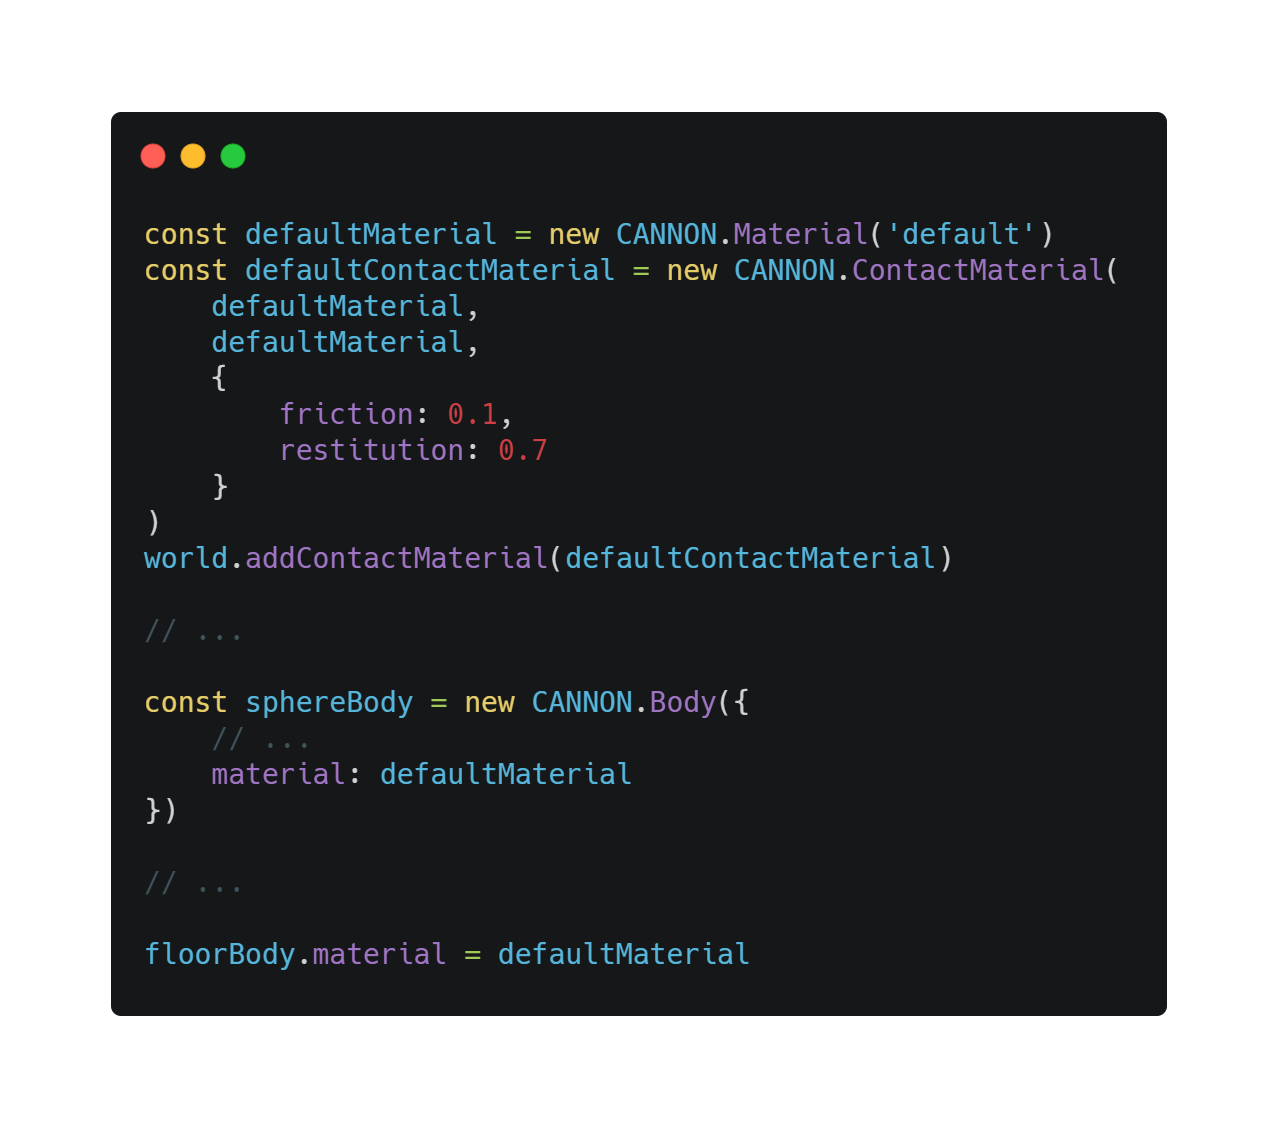 const defaultMaterial = new CANNON.Material('default')
const defaultContactMaterial = new CANNON.ContactMaterial(
    defaultMaterial,
    defaultMaterial,
    {
        friction: 0.1,
        restitution: 0.7
    }
)
world.addContactMaterial(defaultContactMaterial)

// ...

const sphereBody = new CANNON.Body({
    // ...
    material: defaultMaterial
})

// ...

floorBody.material = defaultMaterial